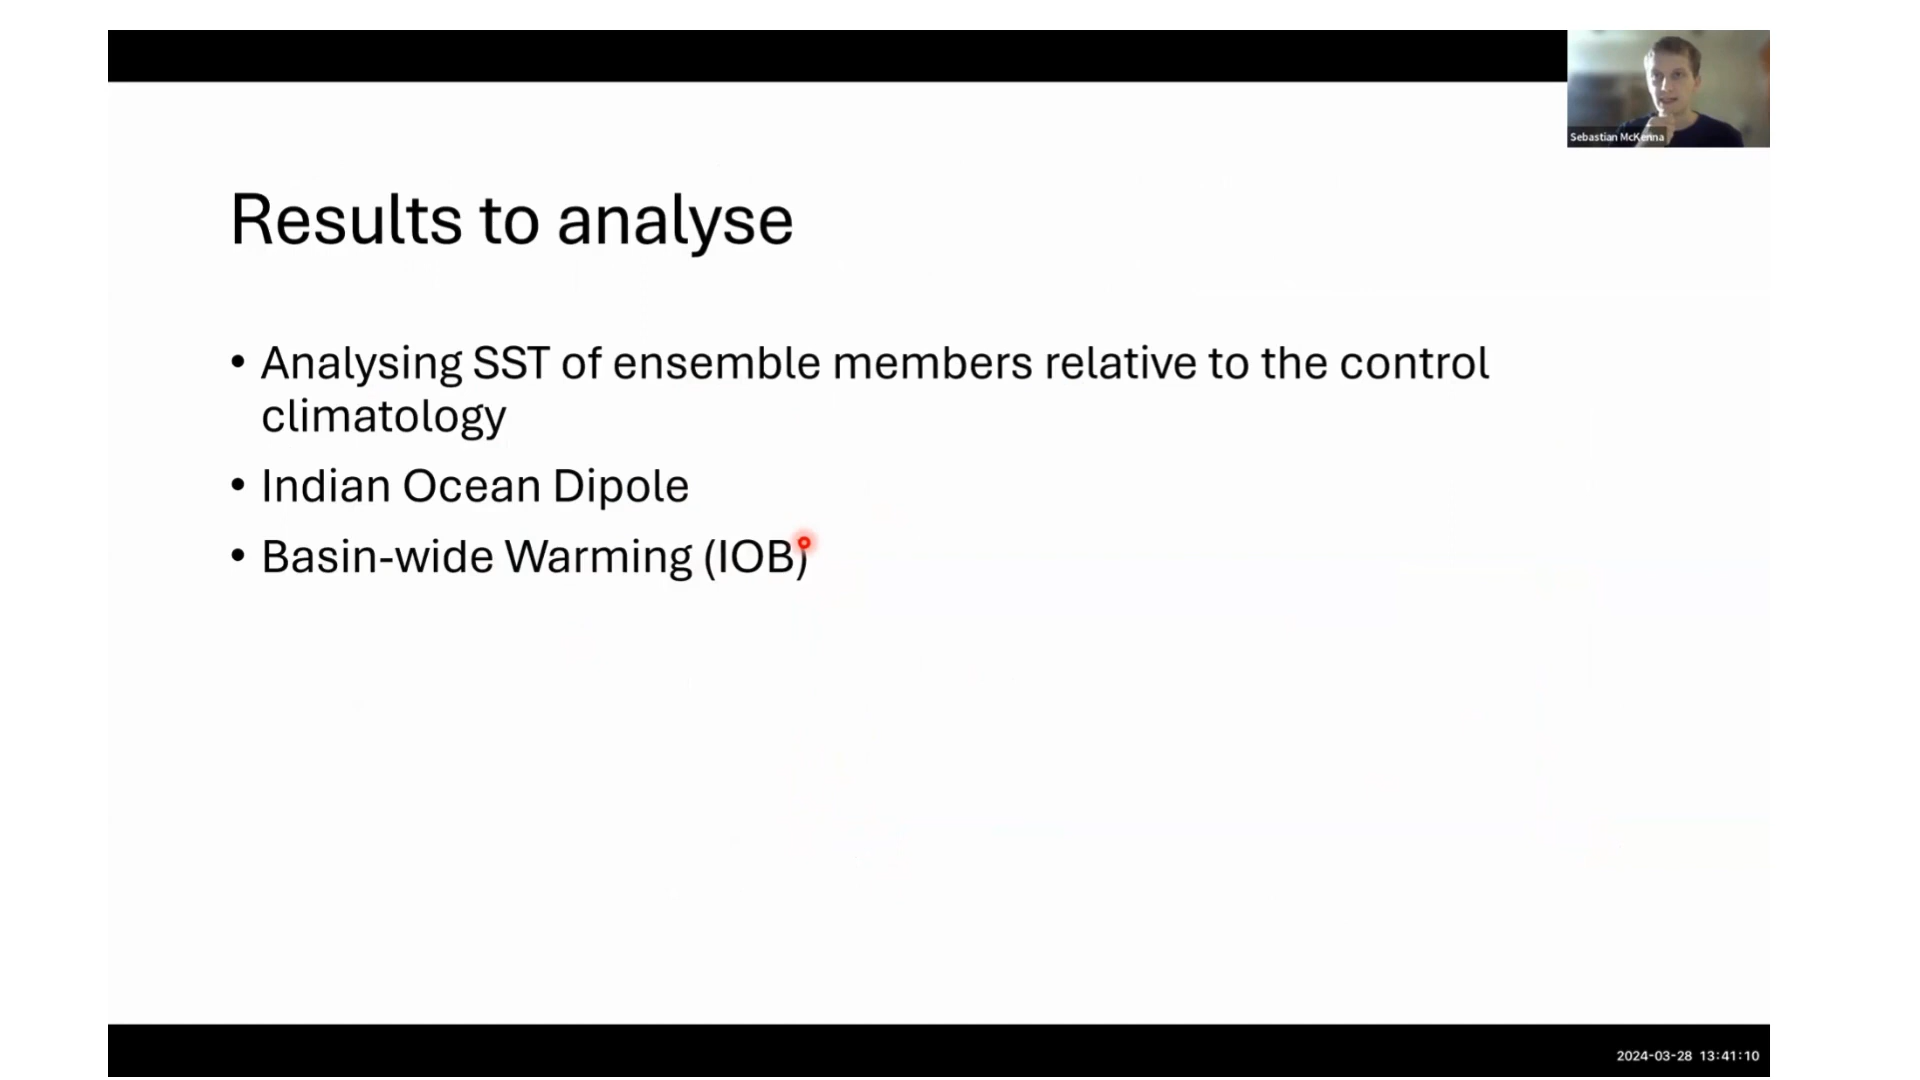 Sebastian McKenna
Results to analyse
• Analysing SST of ensemble members relative to the control
climatology
• Indian Ocean Dipole
• Basin-wide Warming (IOB)
2024-03-28 13:41:10